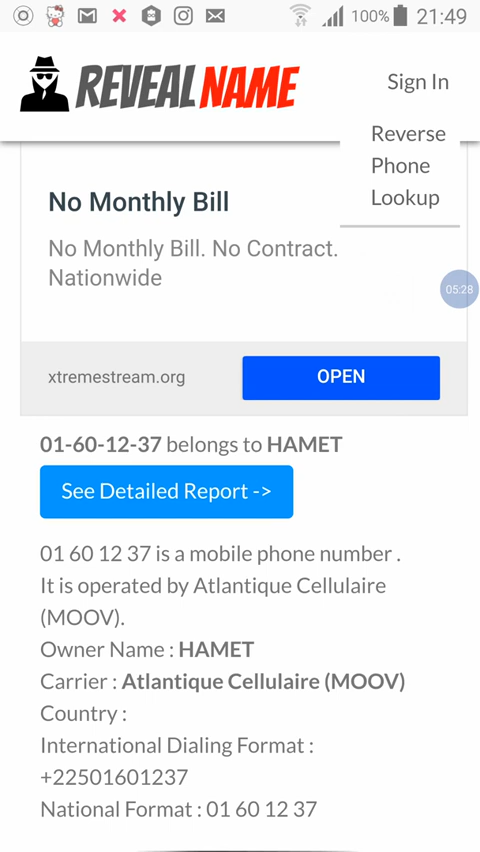 100% 21:49
REVEAL NAME
Sign In
Reverse
Phone
Lookup
No Monthly Bill
No Monthly Bill. No Contract.
Nationwide
05:28
xtremestream.org
OPEN
01-60-12-37 belongs to HAMET
See Detailed Report ->
01 60 12 37 is a mobile phone number .
It is operated by Atlantique Cellulaire
(MOOV).
Owner Name : HAMET
Carrier : Atlantique Cellulaire (MOOV)
Country :
International Dialing Format :
+22501601237
National Format : 01 60 12 37